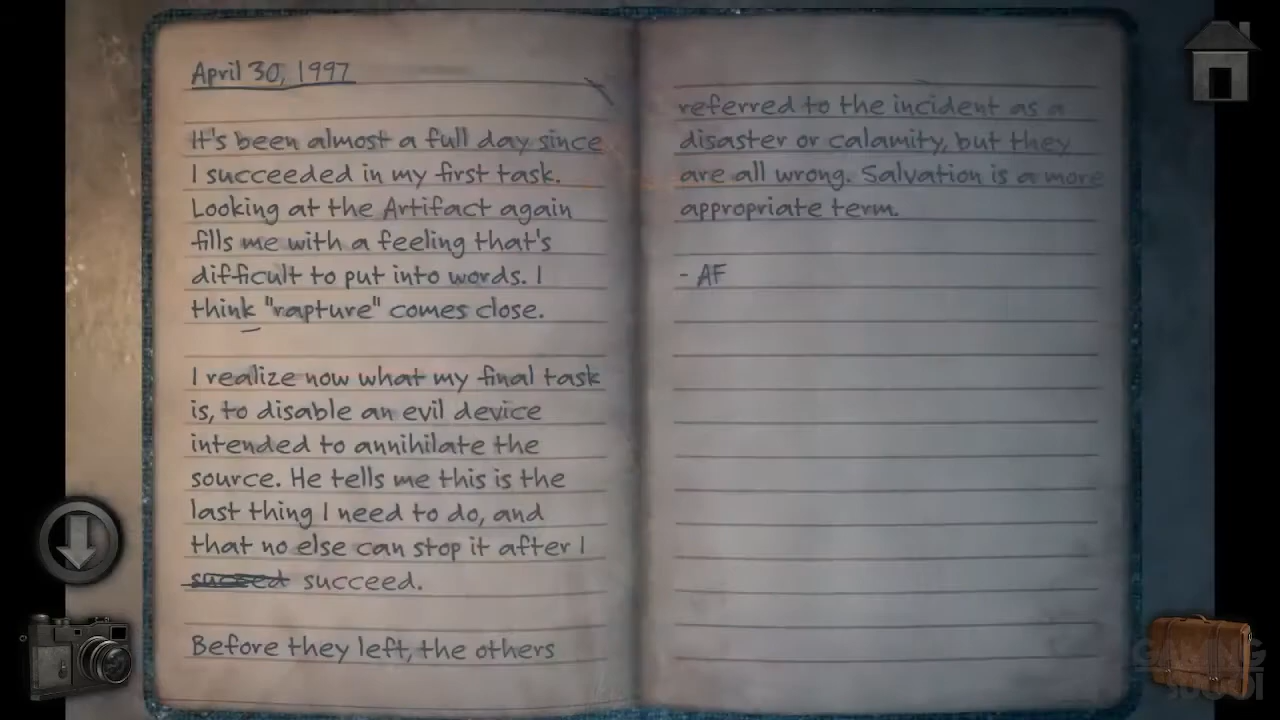 April 30, 1997
It's been almost a full day since
I succeeded in my first task.
Looking at the Artifact again
fills me with a feeling that's
difficult to put into words. I
think "rapture" comes close.
I realize now what my final task
is, to disable an evil device
intended to annihilate the
source. He tells me this is the
last thing I need to do, and
that no else can stop it after I
succeed.
Before they left, the others
referred to the incident as a
disaster or calamity, but they
are all wrong. Salvation is a more
appropriate term.
- AF
GAMING